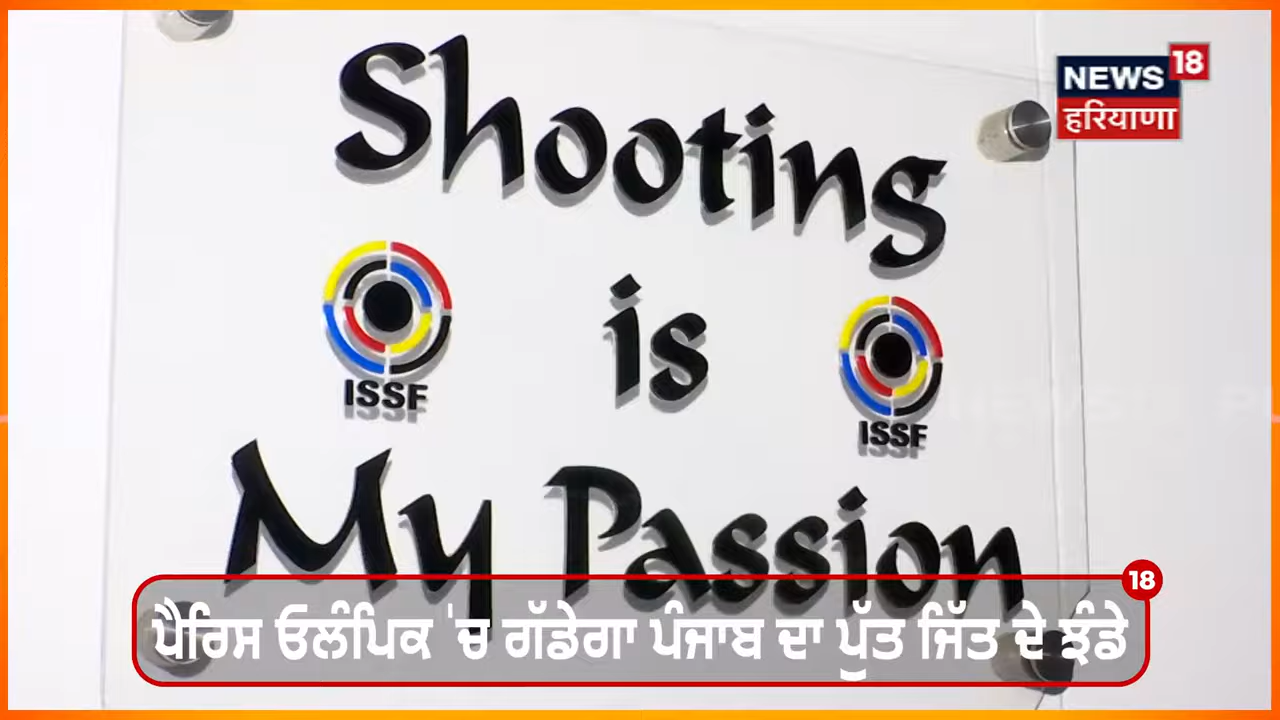 Shooting
NEWS 18
हरियाणा
is
ISSF
ISSF
My Passion
18
ਪੈਰਿਸ ਓਲੰਪਿਕ 'ਚ ਗੱਡੇਗਾ ਪੰਜਾਬ ਦਾ ਪੁੱਤ ਜਿੱਤ ਦੇ ਝੰਡੇ